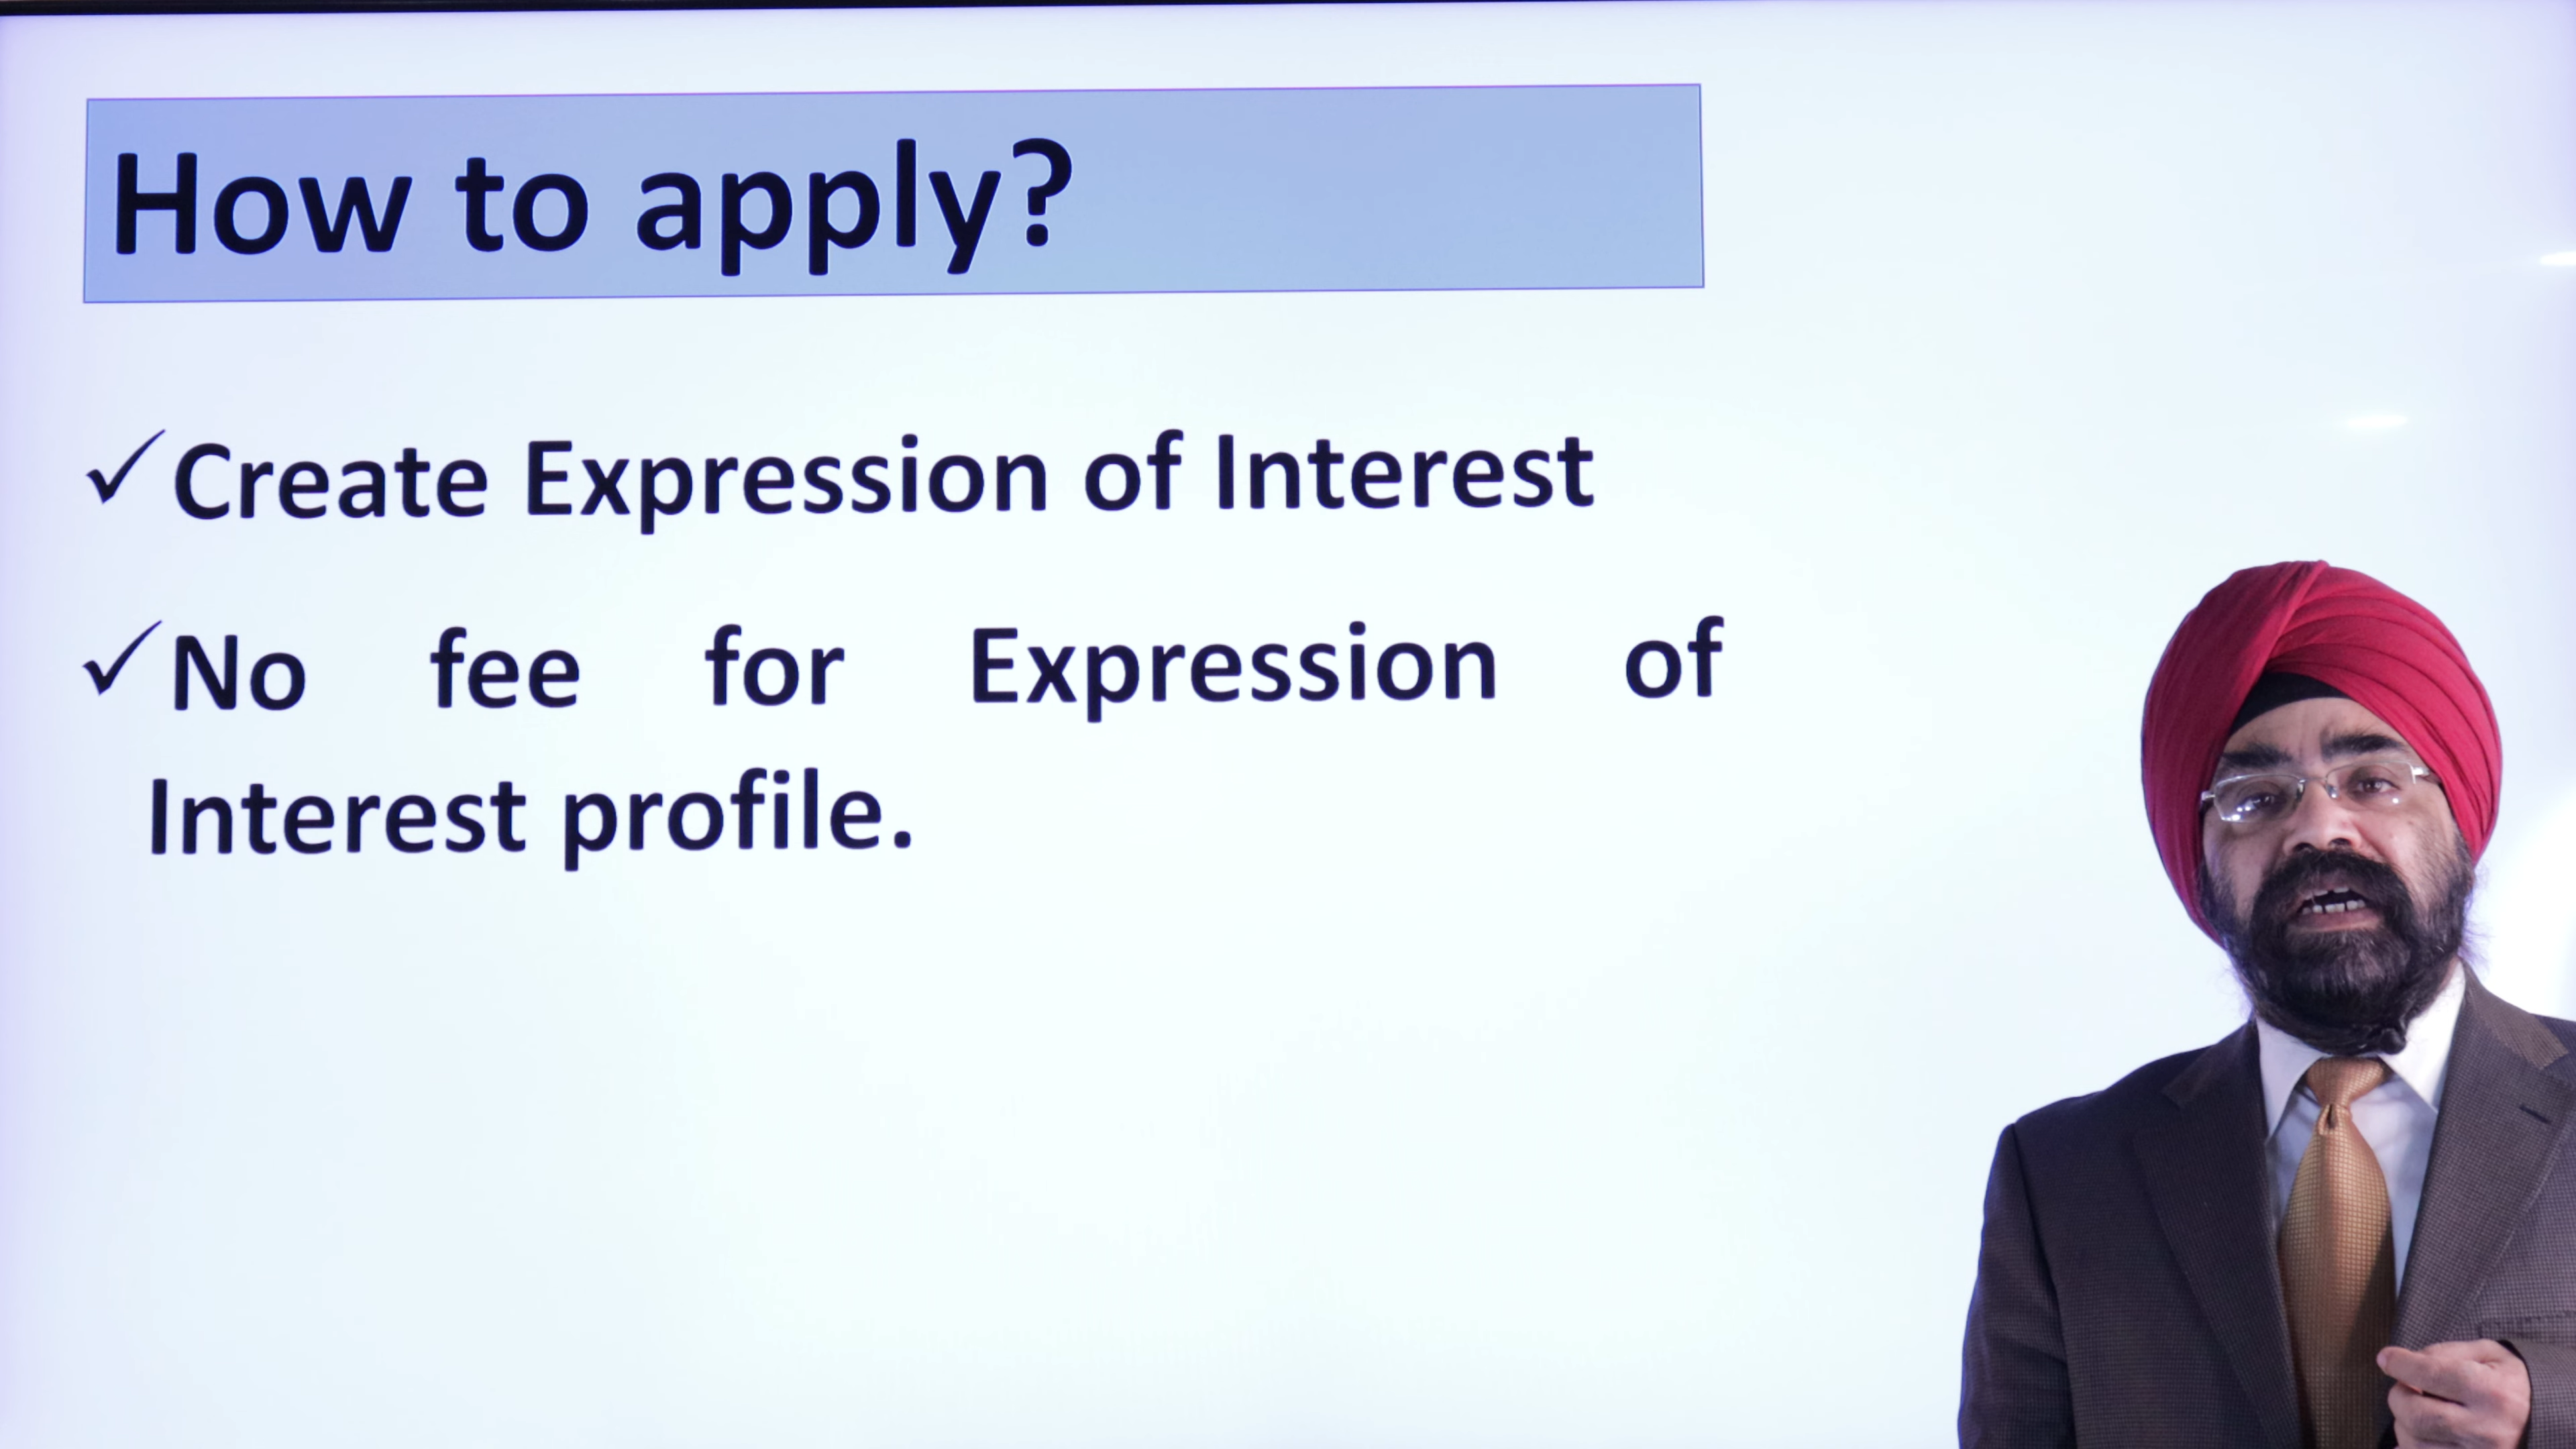 How to apply?
✓Create Expression of Interest
✓No fee for Expression of
Interest profile.